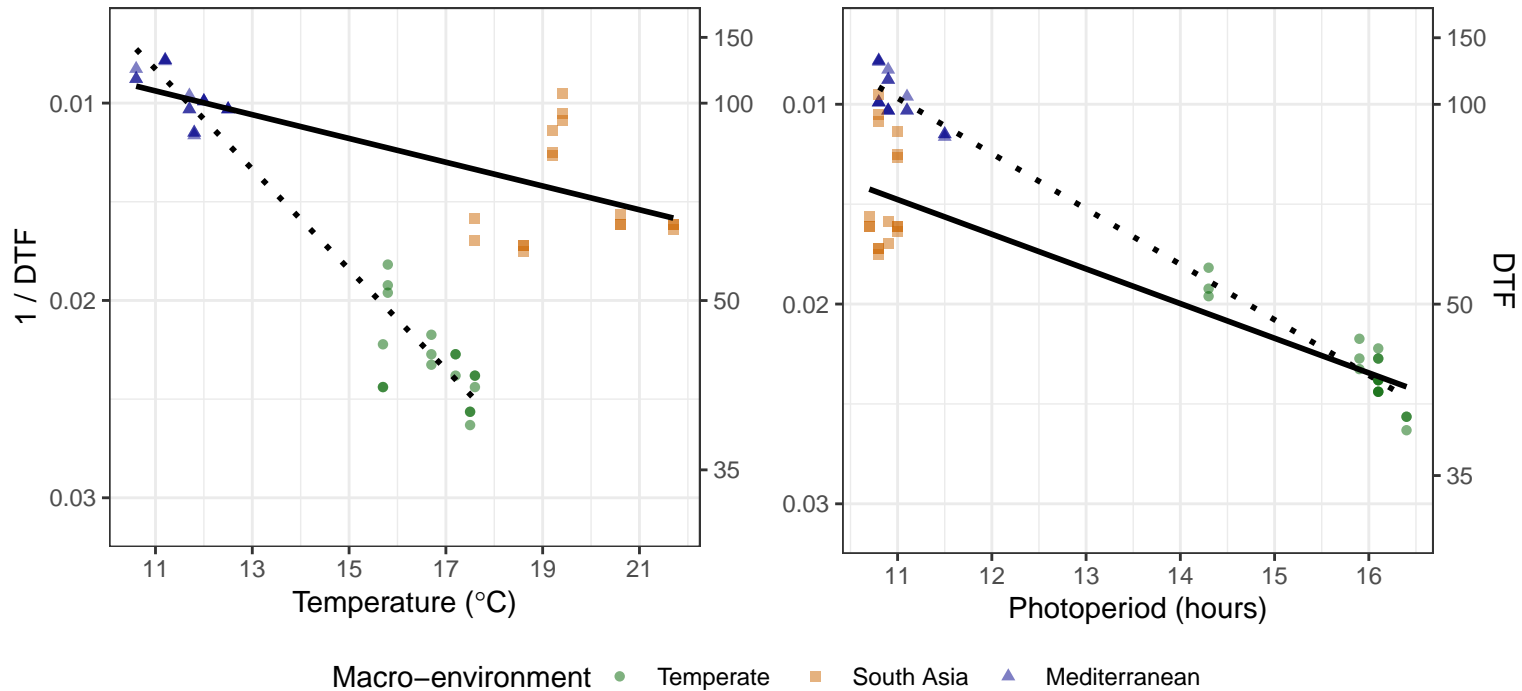 1 / DTF
0.01
0.02
0.03
150
100
50
35
11 13 15 17 19 21
Temperature (°C)
0.01
0.02
0.03
150
100
50
35
DTF
11 12 13 14 15 16
Photoperiod (hours)
Macro−environment Temperate South Asia Mediterranean